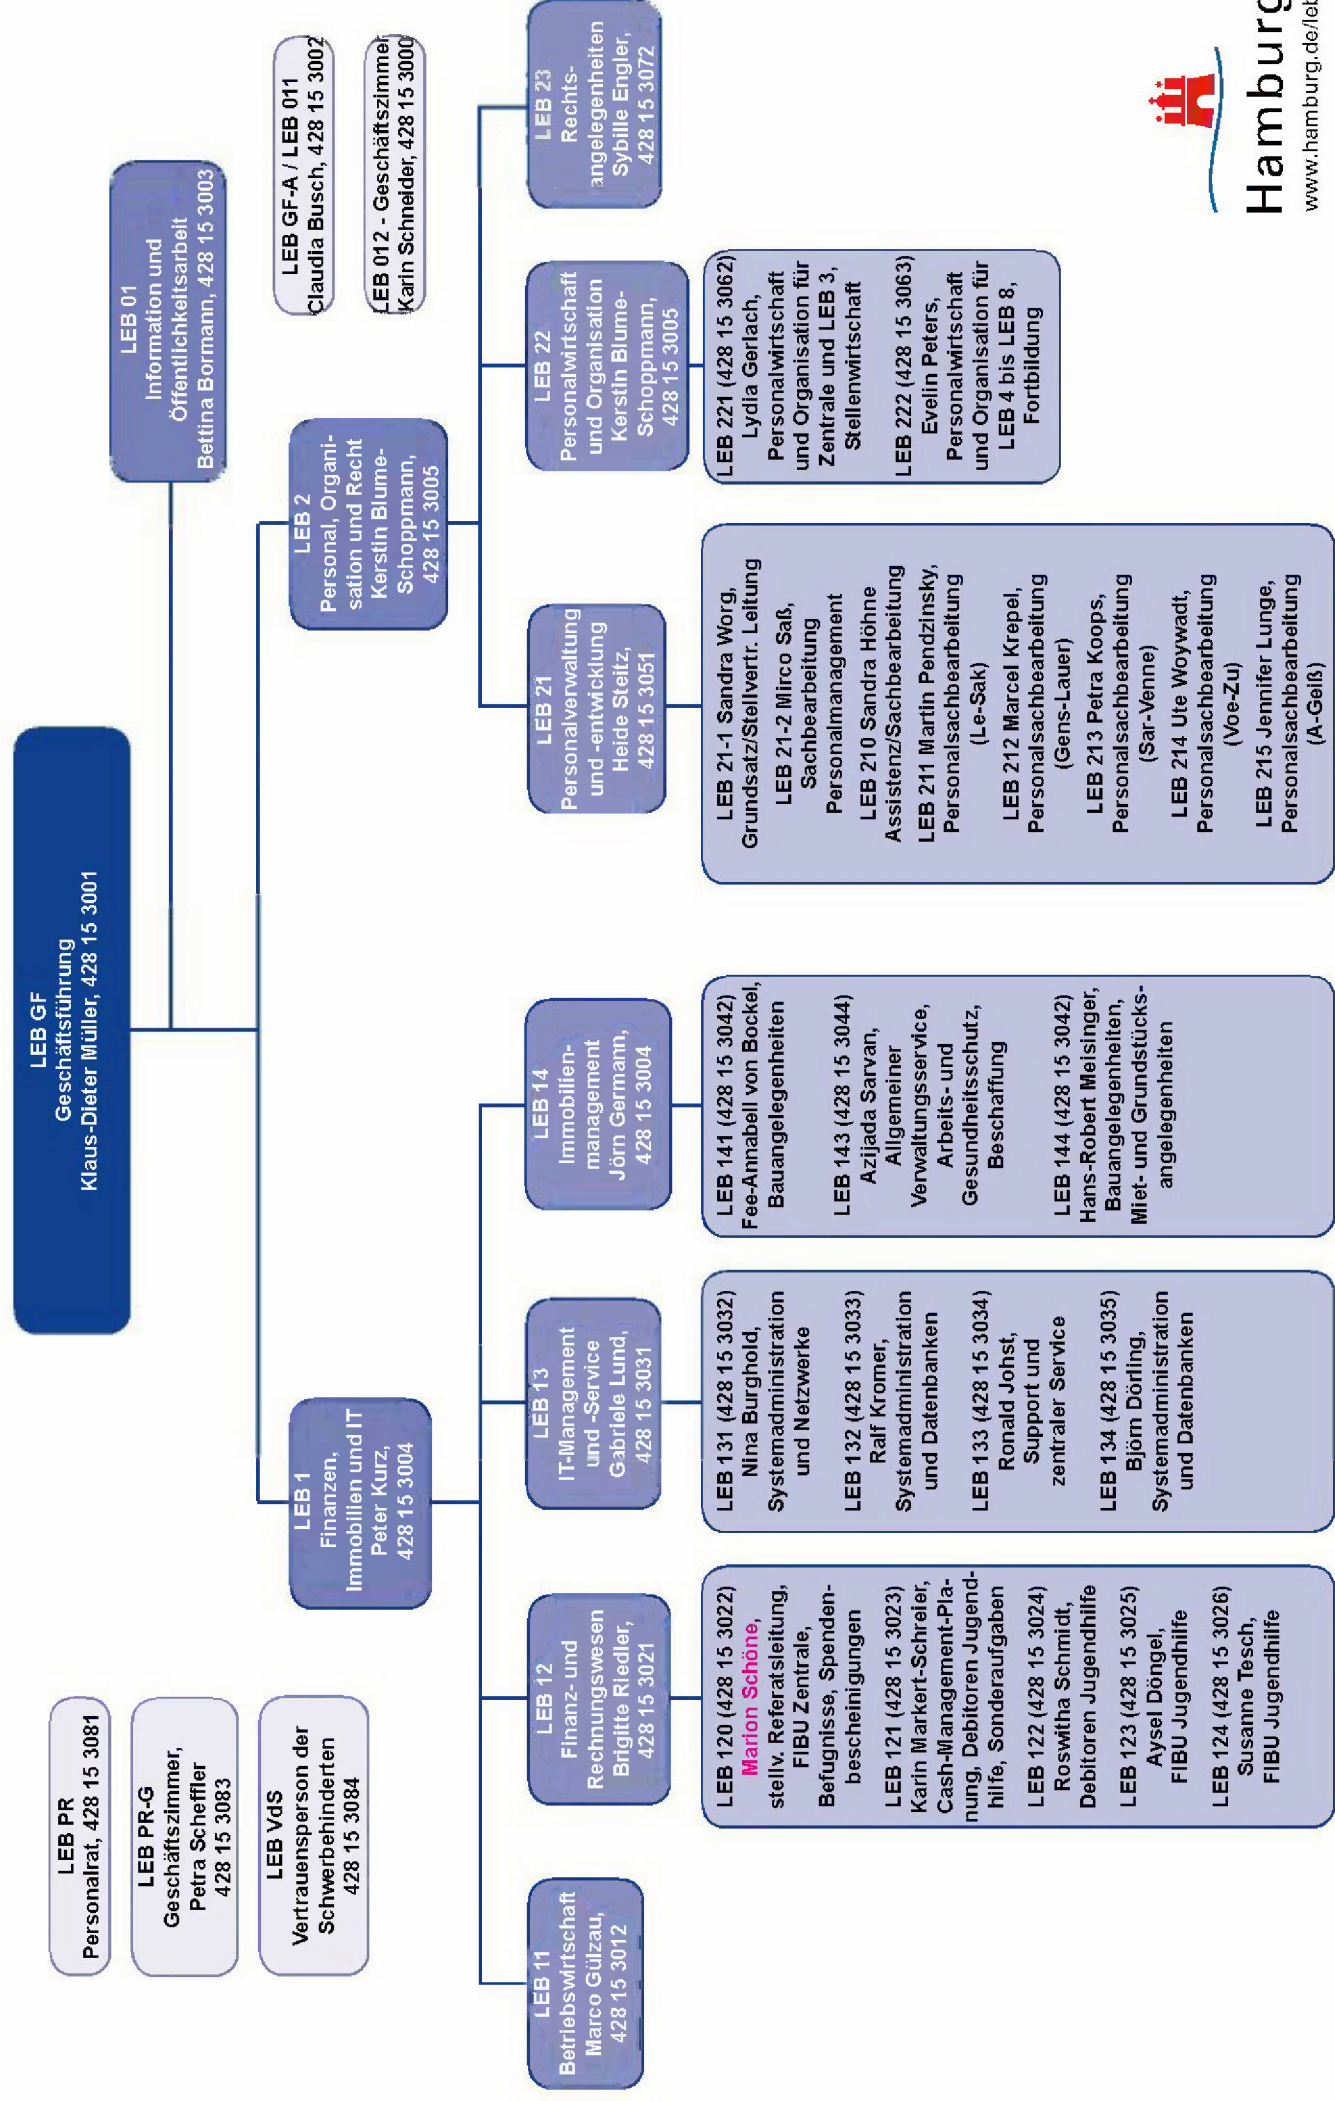 LEB GF
Geschäftsführung
Klaus-Dieter Müller, 428 15 3001
LEB PR
Personalrat, 428 15 3081
LEB PR-G
Geschäftszimmer,
Petra Scheffler
428 15 3083
LEB VdS
Vertrauensperson der
Schwerbehinderten
428 15 3084
LEB 01
Information und
Öffentlichkeitsarbeit
Bettina Bormann, 428 15 3003
LEB GF-A / LEB 011
Claudia Busch, 428 15 3002
LEB 012 - Geschäftszimmer
Karin Schneider, 428 15 3000
LEB 1
Finanzen,
Immobilien und IT
Peter Kurz,
428 15 3004
LEB 2
Personal, Organi-
sation und Recht
Kerstin Blume-
Schoppmann,
428 15 3005
LEB 11
Betriebswirtschaft
Marco Gülzau,
428 15 3012
LEB 12
Finanz- und
Rechnungswesen
Brigitte Riedler,
428 15 3021
LEB 13
IT-Management
und -Service
Gabriele Lund,
428 15 3031
LEB 14
Immobilien-
management
Jörn Germann,
428 15 3004
LEB 21
Personalverwaltung
und -entwicklung
Heide Steitz,
428 15 3051
LEB 22
Personalwirtschaft
und Organisation
Kerstin Blume-
Schoppmann,
428 15 3005
LEB 23
Rechts-
angelegenheiten
Sybille Engler,
428 15 3072
LEB 120 (428 15 3022)
Marion Schöne,
stellv. Referatsleitung,
FIBU Zentrale,
Befugnisse, Spenden-
bescheinigungen
LEB 121 (428 15 3023)
Karin Markert-Schreier,
Cash-Management-Pla-
nung, Debitoren Jugend-
hilfe, Sonderaufgaben
LEB 122 (428 15 3024)
Roswitha Schmidt,
Debitoren Jugendhilfe
LEB 123 (428 15 3025)
Aysel Döngel,
FIBU Jugendhilfe
LEB 124 (428 15 3026)
Susanne Tesch,
FIBU Jugendhilfe
LEB 131 (428 15 3032)
Nina Burghold,
Systemadministration
und Netzwerke
LEB 132 (428 15 3033)
Ralf Kromer,
Systemadministration
und Datenbanken
LEB 133 (428 15 3034)
Ronald Johst,
Support und
zentraler Service
LEB 134 (428 15 3035)
Björn Dörling,
Systemadministration
und Datenbanken
LEB 141 (428 15 3042)
Fee-Annabell von Bockel,
Bauangelegenheiten
LEB 143 (428 15 3044)
Azijada Sarvan,
Allgemeiner
Verwaltungsservice,
Arbeits- und
Gesundheitsschutz,
Beschaffung
LEB 144 (428 15 3042)
Hans-Robert Meisinger,
Bauangelegenheiten,
Miet- und Grundstücks-
angelegenheiten
LEB 21-1 Sandra Worg,
Grundsatz/Stellvertr. Leitung
LEB 21-2 Mirco Saß,
Sachbearbeitung
Personalmanagement
LEB 210 Sandra Höhne
Assistenz/Sachbearbeitung
LEB 211 Martin Pendzinsky,
Personalsachbearbeitung
(Le-Sak)
LEB 212 Marcel Krepel,
Personalsachbearbeitung
(Gens-Lauer)
LEB 213 Petra Koops,
Personalsachbearbeitung
(Sar-Venne)
LEB 214 Ute Woywadt,
Personalsachbearbeitung
(Voe-Zu)
LEB 215 Jennifer Lunge,
Personalsachbearbeitung
(A-Geiß)
LEB 221 (428 15 3062)
Lydia Gerlach,
Personalwirtschaft
und Organisation für
Zentrale und LEB 3,
Stellenwirtschaft
LEB 222 (428 15 3063)
Evelin Peters,
Personalwirtschaft
und Organisation für
LEB 4 bis LEB 8,
Fortbildung
Hamburg
www.hamburg.de/leb